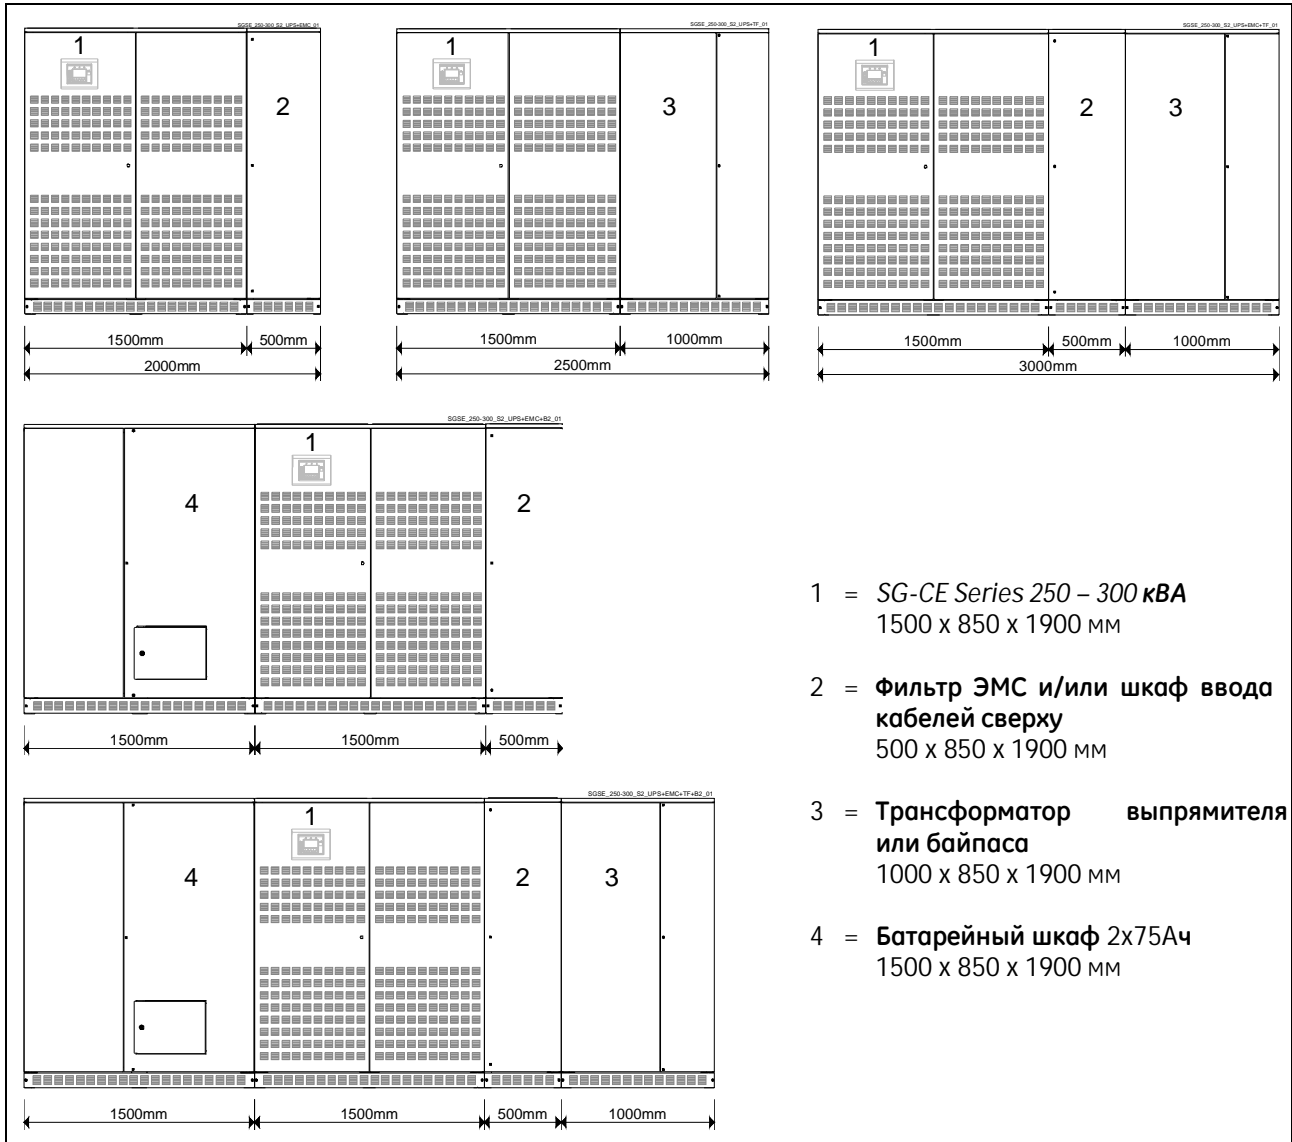 SGSE_250-300_S2_UPS+EMC_01
1
2
1500mm 500mm
2000mm
SGSE_250-300_S2_UPS+TF_01
1
3
1500mm 1000mm
2500mm
SGSE_250-300_S2_UPS+EMC+TF_01
1
2 3
1500mm 500mm 1000mm
3000mm
SGSE_250-300_S2_UPS+EMC+B2_01
1
4 2
1500mm 1500mm 500mm
SGSE_250-300_S2_UPS+EMC+TF+B2_01
1
4 2 3
1500mm 1500mm 500mm 1000mm
1 = SG-CE Series 250 – 300 кВА
1500 x 850 x 1900 мм
2 = Фильтр ЭМС и/или шкаф ввода
кабелей сверху
500 x 850 x 1900 мм
3 = Трансформатор выпрямителя
или байпаса
1000 x 850 x 1900 мм
4 = Батарейный шкаф 2x75Ач
1500 x 850 x 1900 мм